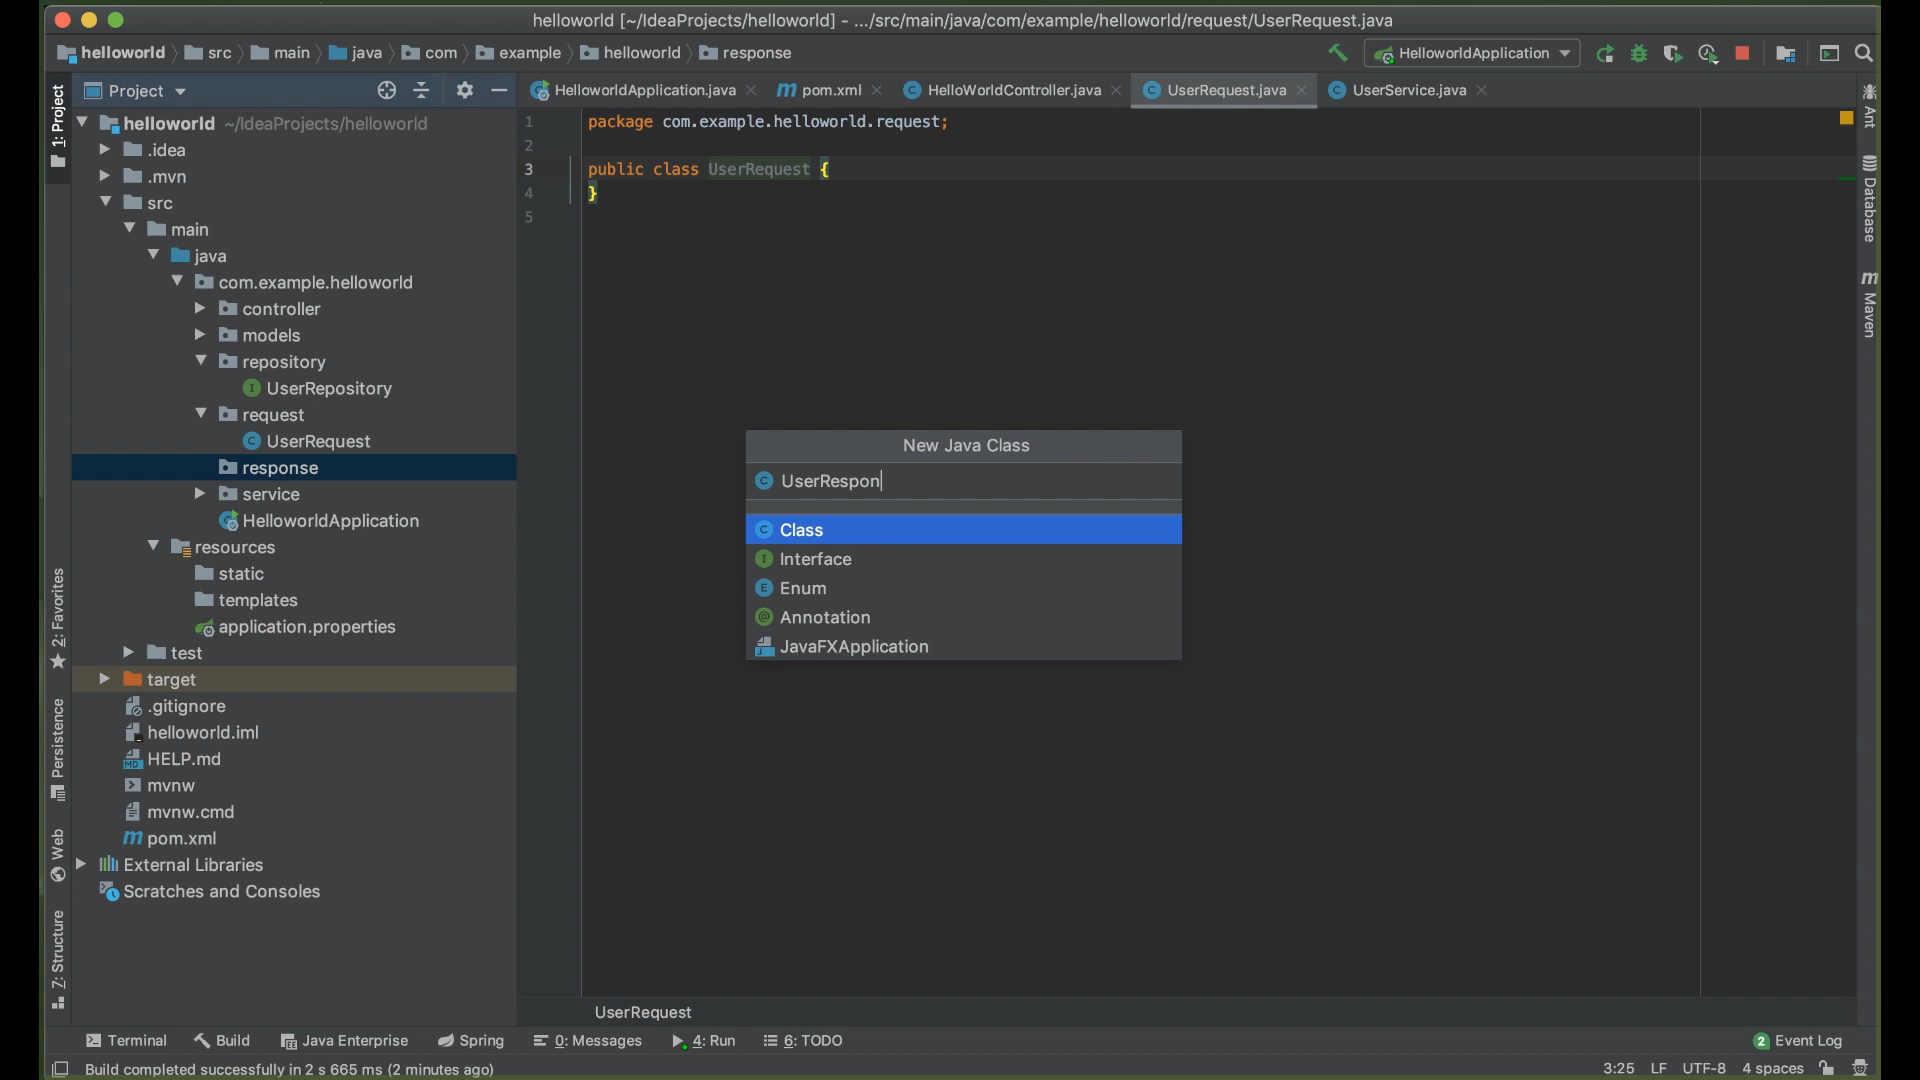 helloworld [~/IdeaProjects/helloworld] - .../src/main/java/com/example/helloworld/request/UserRequest.java
helloworld src main java com example helloworld response
HelloworldApplication
1: Project
Project
HelloworldApplication.java
pom.xml
HelloWorldController.java
UserRequest.java
UserService.java
helloworld ~/IdeaProjects/helloworld
.idea
.mvn
src
main
java
com.example.helloworld
controller
models
repository
UserRepository
request
UserRequest
response
service
HelloworldApplication
resources
static
templates
application.properties
test
target
.gitignore
helloworld.iml
HELP.md
mvnw
mvnw.cmd
pom.xml
External Libraries
Scratches and Consoles
2: Favorites
Persistence
Web
7: Structure
1 package com.example.helloworld.request;
2
3 public class UserRequest {
4 }
5
New Java Class
UserRespon
Class
Interface
Enum
Annotation
JavaFXApplication
Ant
Database
Maven
UserRequest
Terminal
Build
Java Enterprise
Spring
0: Messages
4: Run
6: TODO
2 Event Log
Build completed successfully in 2 s 665 ms (2 minutes ago)
3:25 LF UTF-8 4 spaces